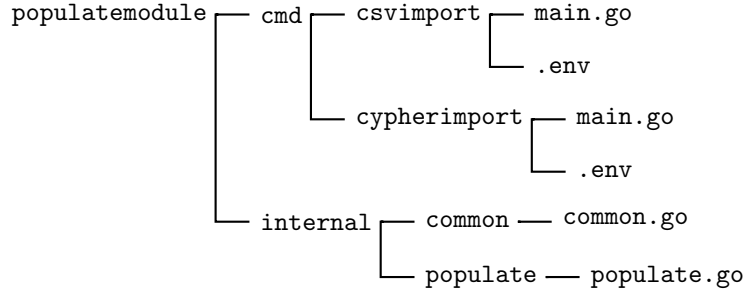 populatemodule cmd csvimport main.go
.env
cypherimport main.go
.env
internal common common.go
populate populate.go